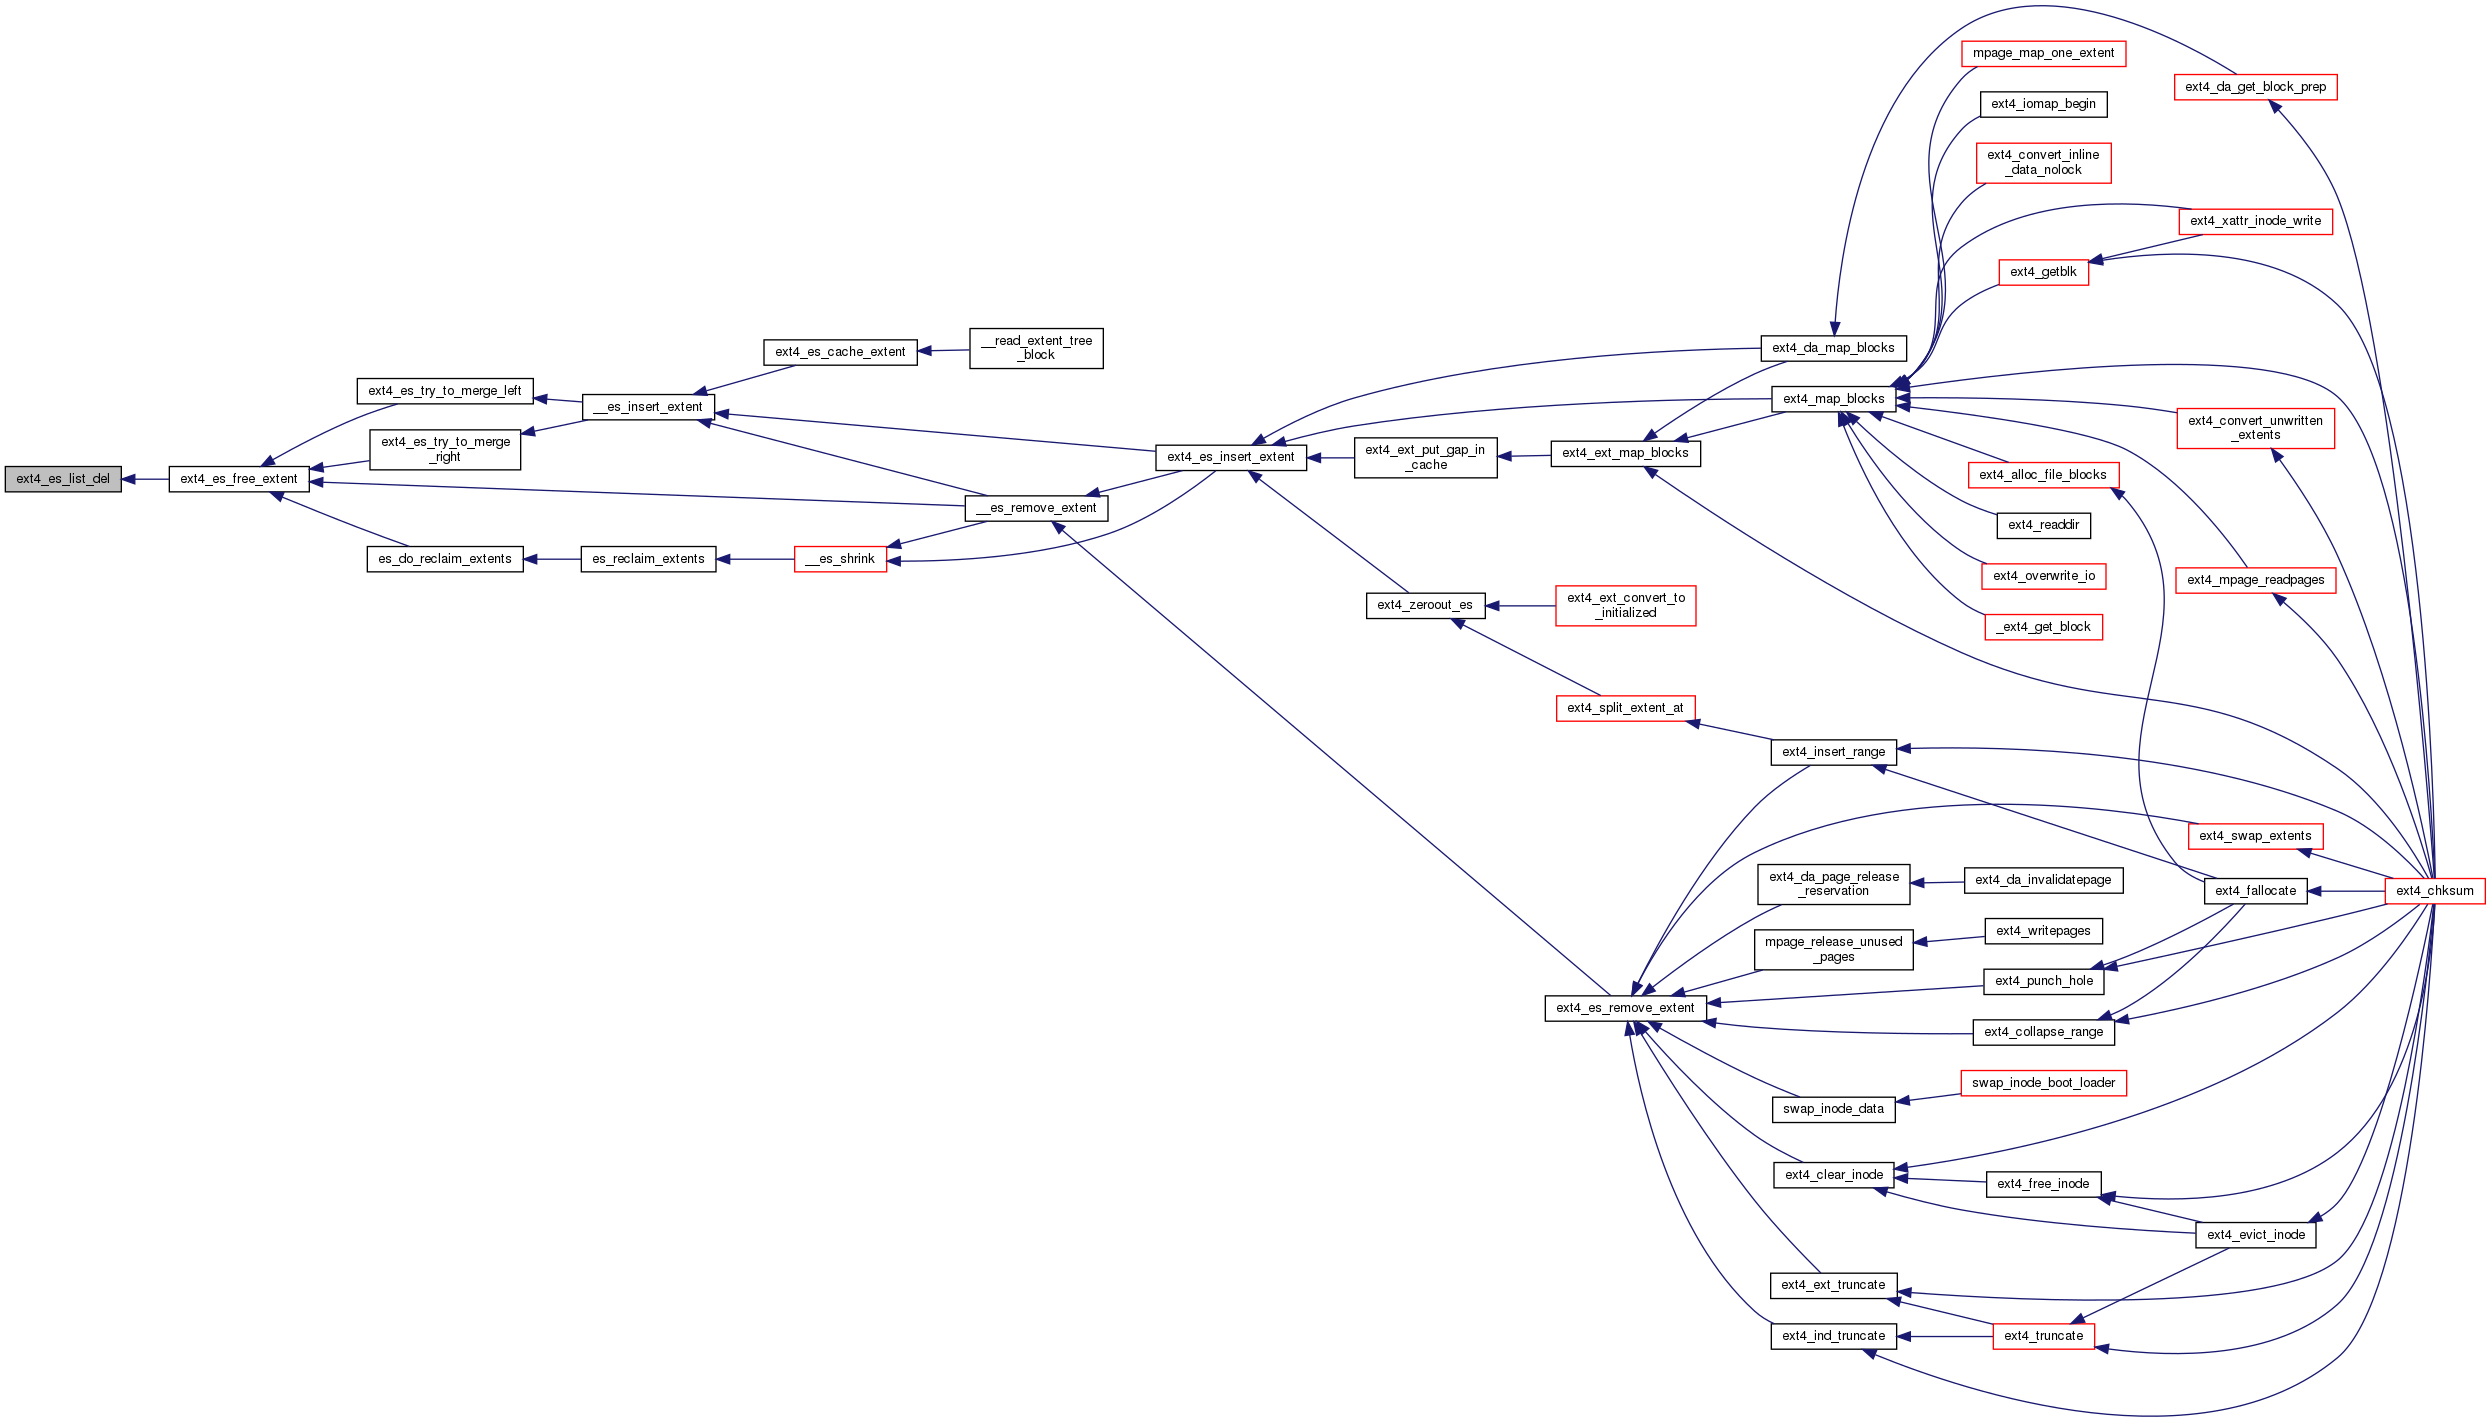 ext4_es_list_del
ext4_es_free_extent
ext4_es_try_to_merge_left
ext4_es_try_to_merge
_right
es_do_reclaim_extents
__es_insert_extent
es_reclaim_extents
ext4_es_cache_extent
__es_shrink
__read_extent_tree
_block
__es_remove_extent
ext4_es_insert_extent
ext4_ext_put_gap_in
_cache
ext4_zeroout_es
ext4_ext_map_blocks
ext4_ext_convert_to
_initialized
ext4_split_extent_at
ext4_es_remove_extent
ext4_da_map_blocks
ext4_map_blocks
ext4_insert_range
ext4_da_page_release
_reservation
mpage_release_unused
_pages
swap_inode_data
ext4_clear_inode
ext4_ext_truncate
ext4_ind_truncate
mpage_map_one_extent
ext4_iomap_begin
ext4_convert_inline
_data_nolock
ext4_getblk
ext4_alloc_file_blocks
ext4_readdir
ext4_overwrite_io
_ext4_get_block
ext4_da_invalidatepage
ext4_writepages
ext4_punch_hole
ext4_collapse_range
swap_inode_boot_loader
ext4_free_inode
ext4_truncate
ext4_da_get_block_prep
ext4_xattr_inode_write
ext4_convert_unwritten
_extents
ext4_mpage_readpages
ext4_swap_extents
ext4_fallocate
ext4_evict_inode
ext4_chksum